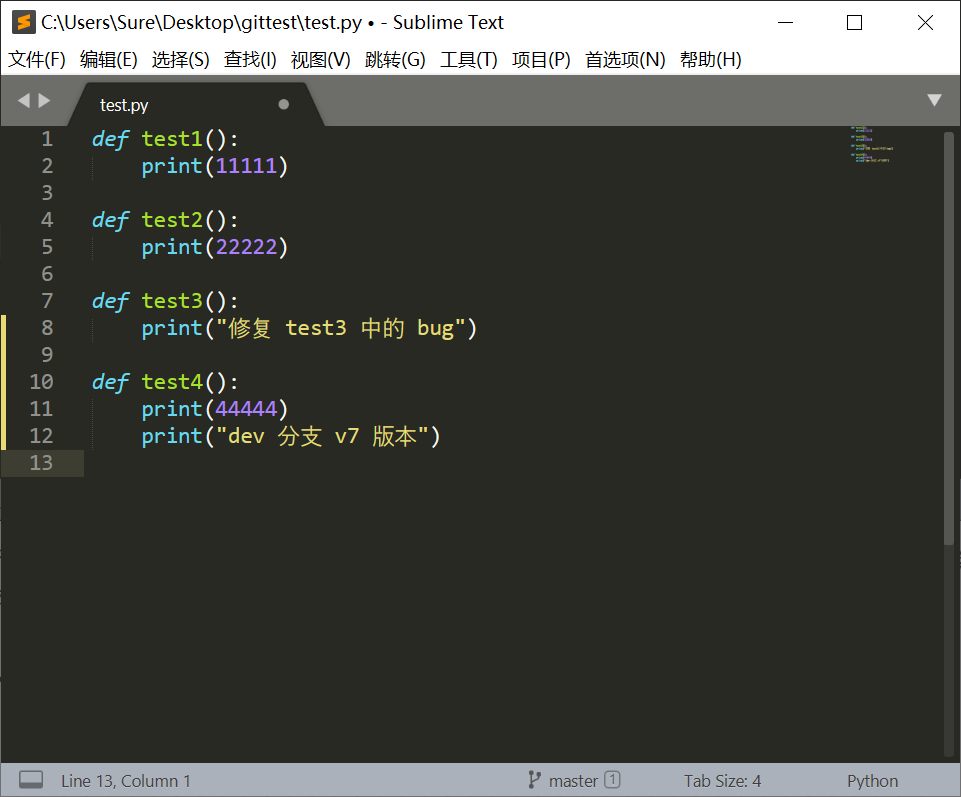 C:\Users\Sure\Desktop\gittest\test.py • - Sublime Text
文件(F) 编辑(E) 选择(S) 查找(I) 视图(V) 跳转(G) 工具(T) 项目(P) 首选项(N) 帮助(H)
test.py
1 def test1():
2     print(11111)
3
4 def test2():
5     print(22222)
6
7 def test3():
8     print("修复 test3 中的 bug")
9
10 def test4():
11     print(44444)
12     print("dev 分支 v7 版本")
13
Line 13, Column 1 master 1 Tab Size: 4 Python